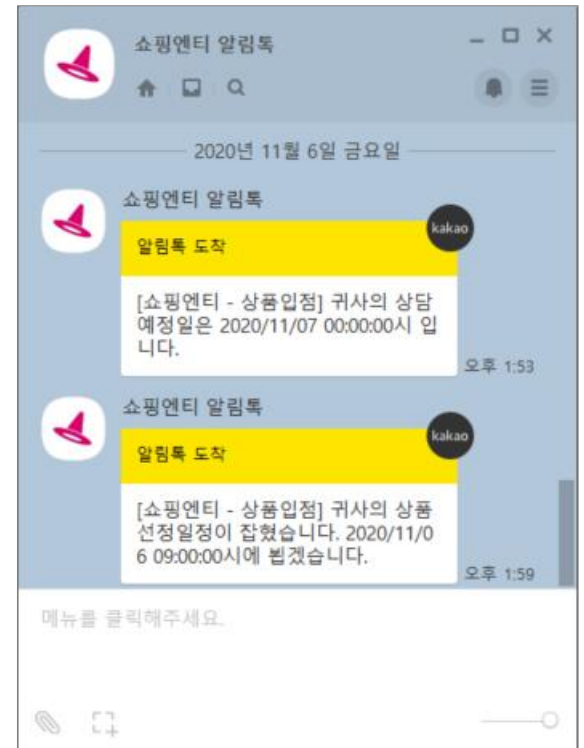 쇼핑엔티 알림톡
2020년 11월 6일 금요일
쇼핑엔티 알림톡
kakao
알림톡 도착
[쇼핑엔티 - 상품입점] 귀사의 상담
예정일은 2020/11/07 00:00:00시 입
니다.
오후 1:53
쇼핑엔티 알림톡
kakao
알림톡 도착
[쇼핑엔티 - 상품입점] 귀사의 상품
선정일정이 잡혔습니다. 2020/11/0
6 09:00:00시에 뵙겠습니다.
오후 1:59
메뉴를 클릭해주세요.